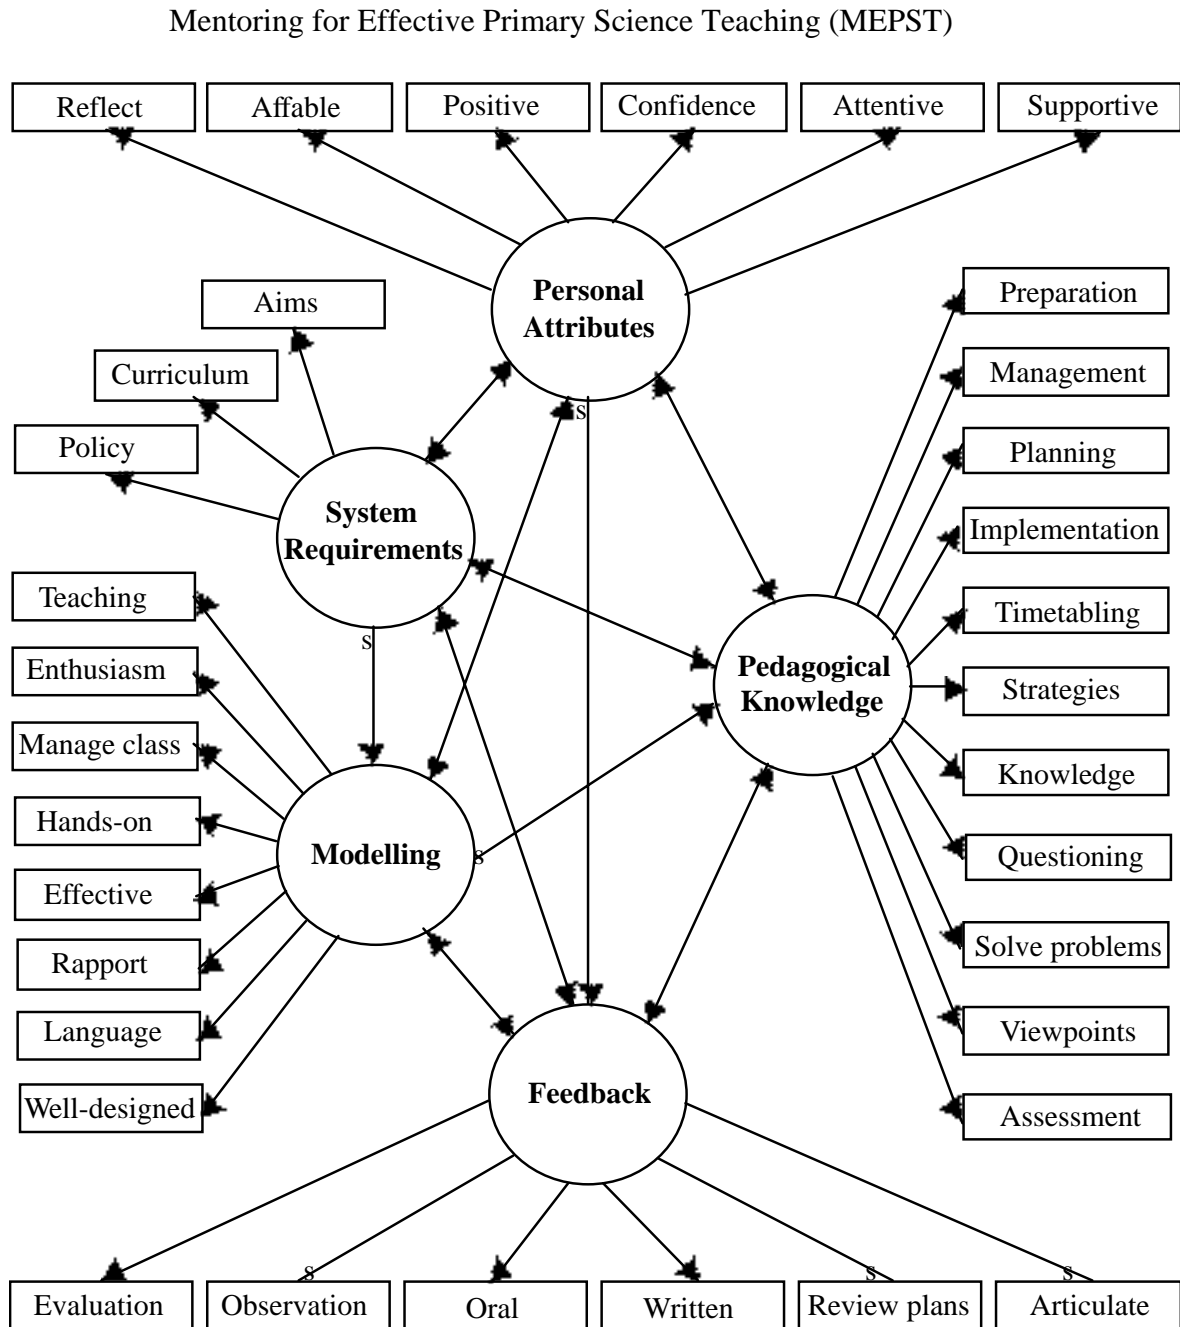 Mentoring for Effective Primary Science Teaching (MEPST)
Reflect
Affable
Positive
Confidence
Attentive
Supportive
Personal
Attributes
Aims
Curriculum
Policy
s
System
Requirements
s
Preparation
Management
Planning
Implementation
Timetabling
Strategies
Knowledge
Questioning
Solve problems
Viewpoints
Assessment
Pedagogical
Knowledge
Teaching
Enthusiasm
Manage class
Hands-on
Effective
Rapport
Language
Well-designed
Modelling
s
Feedback
s
s
s
Evaluation
Observation
Oral
Written
Review plans
Articulate